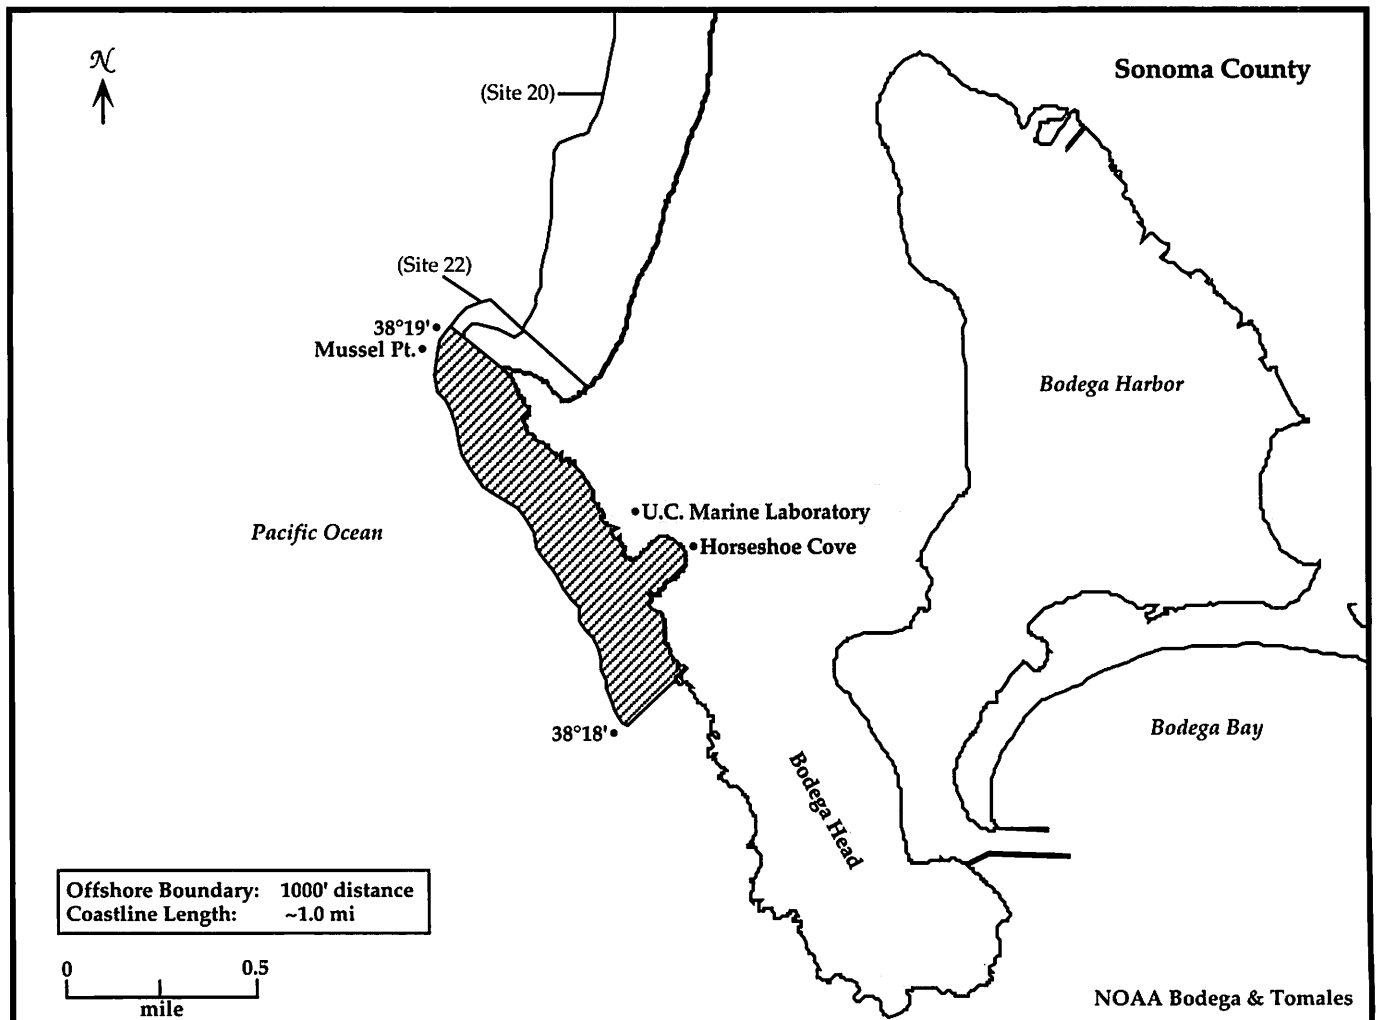 N
Sonoma County
(Site 20)
(Site 22)
38°19'
Mussel Pt.
Bodega Harbor
U.C. Marine Laboratory
Pacific Ocean
Horseshoe Cove
38°18'
Bodega Bay
Bodega Head
Offshore Boundary: 1000' distance
Coastline Length: ~1.0 mi
0 0.5
mile
NOAA Bodega & Tomales